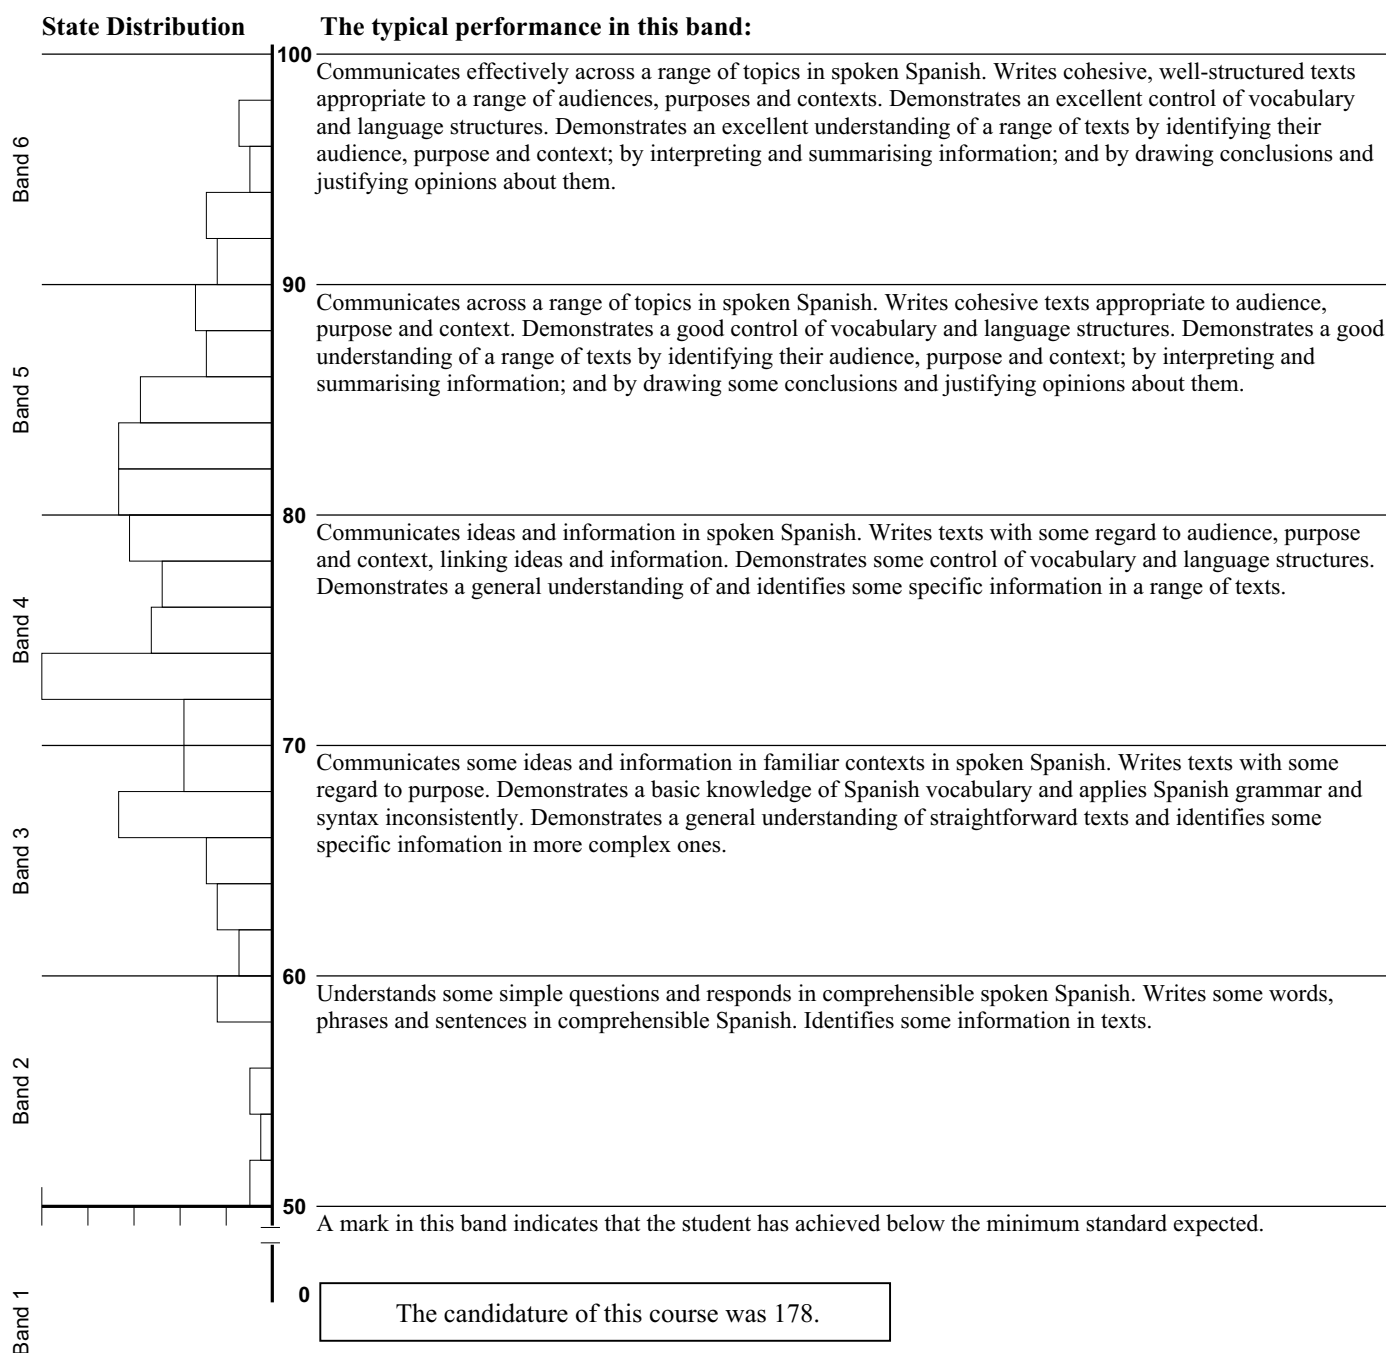 State Distribution
The typical performance in this band:
100
Communicates effectively across a range of topics in spoken Spanish. Writes cohesive, well-structured texts
appropriate to a range of audiences, purposes and contexts. Demonstrates an excellent control of vocabulary
and language structures. Demonstrates an excellent understanding of a range of texts by identifying their
audience, purpose and context; by interpreting and summarising information; and by drawing conclusions and
justifying opinions about them.
Band 6
90
Communicates across a range of topics in spoken Spanish. Writes cohesive texts appropriate to audience,
purpose and context. Demonstrates a good control of vocabulary and language structures. Demonstrates a good
understanding of a range of texts by identifying their audience, purpose and context; by interpreting and
summarising information; and by drawing some conclusions and justifying opinions about them.
Band 5
80
Communicates ideas and information in spoken Spanish. Writes texts with some regard to audience, purpose
and context, linking ideas and information. Demonstrates some control of vocabulary and language structures.
Demonstrates a general understanding of and identifies some specific information in a range of texts.
Band 4
70
Communicates some ideas and information in familiar contexts in spoken Spanish. Writes texts with some
regard to purpose. Demonstrates a basic knowledge of Spanish vocabulary and applies Spanish grammar and
syntax inconsistently. Demonstrates a general understanding of straightforward texts and identifies some
specific infomation in more complex ones.
Band 3
60
Understands some simple questions and responds in comprehensible spoken Spanish. Writes some words,
phrases and sentences in comprehensible Spanish. Identifies some information in texts.
Band 2
50
A mark in this band indicates that the student has achieved below the minimum standard expected.
0
Band 1
The candidature of this course was 178.